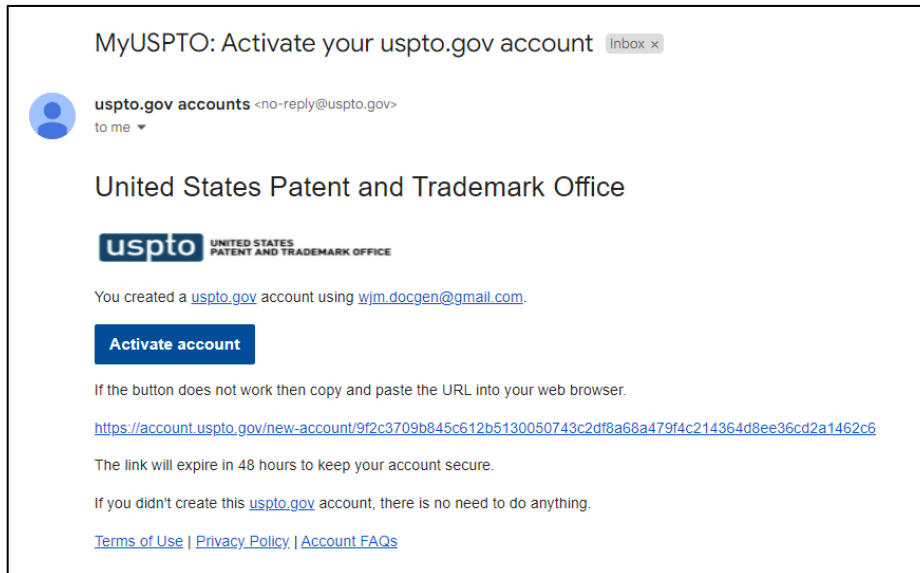 MyUSPTO: Activate your uspto.gov account Inbox ×
uspto.gov accounts <no-reply@uspto.gov>
to me
United States Patent and Trademark Office
uspto UNITED STATES
PATENT AND TRADEMARK OFFICE
You created a uspto.gov account using wjm.docgen@gmail.com.
Activate account
If the button does not work then copy and paste the URL into your web browser.
https://account.uspto.gov/new-account/9f2c3709b845c612b5130050743c2df8a68a479f4c214364d8ee36cd2a1462c6
The link will expire in 48 hours to keep your account secure.
If you didn't create this uspto.gov account, there is no need to do anything.
Terms of Use | Privacy Policy | Account FAQs